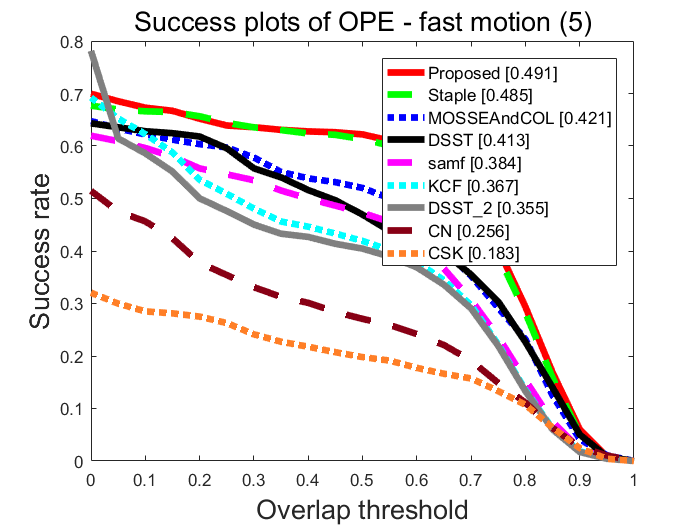 Success plots of OPE - fast motion (5)
Success rate
0.8
0.7
0.6
0.5
0.4
0.3
0.2
0.1
0
Proposed [0.491]
Staple [0.485]
MOSSEAndCOL [0.421]
DSST [0.413]
samf [0.384]
KCF [0.367]
DSST_2 [0.355]
CN [0.256]
CSK [0.183]
0 0.1 0.2 0.3 0.4 0.5 0.6 0.7 0.8 0.9 1
Overlap threshold